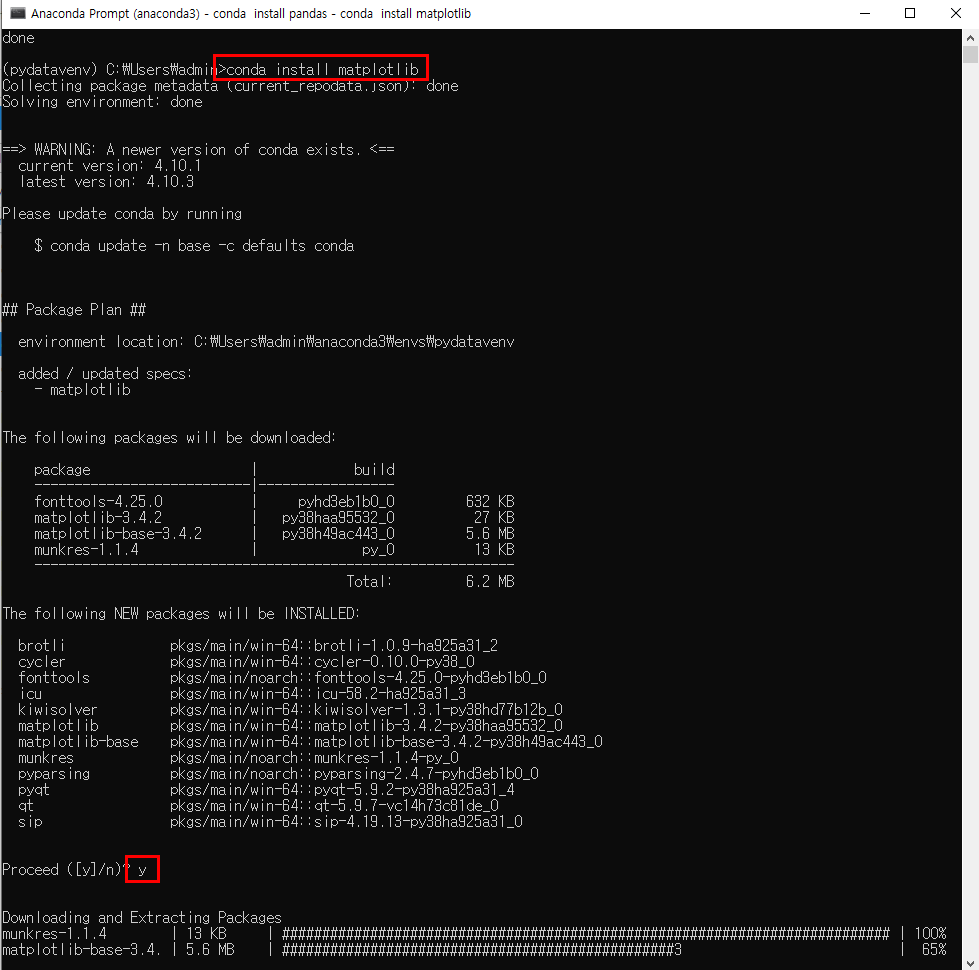 Anaconda Prompt (anaconda3) - conda  install pandas - conda  install matplotlib
done
(pydatavenv) C:₩Users₩admin>conda install matplotlib
Collecting package metadata (current_repodata.json): done
Solving environment: done
==> WARNING: A newer version of conda exists. <==
  current version: 4.10.1
  latest version: 4.10.3
Please update conda by running
    $ conda update -n base -c defaults conda
## Package Plan ##
  environment location: C:₩Users₩admin₩anaconda3₩envs₩pydatavenv
  added / updated specs:
    - matplotlib
The following packages will be downloaded:
    package                    |            build
    ---------------------------|-----------------
    fonttools-4.25.0           |     pyhd3eb1b0_0         632 KB
    matplotlib-3.4.2           |   py38haa95532_0          27 KB
    matplotlib-base-3.4.2      |   py38h49ac443_0         5.6 MB
    munkres-1.1.4              |             py_0          13 KB
    ------------------------------------------------------------
                                           Total:         6.2 MB
The following NEW packages will be INSTALLED:
  brotli             pkgs/main/win-64::brotli-1.0.9-ha925a31_2
  cycler             pkgs/main/win-64::cycler-0.10.0-py38_0
  fonttools          pkgs/main/noarch::fonttools-4.25.0-pyhd3eb1b0_0
  icu                pkgs/main/win-64::icu-58.2-ha925a31_3
  kiwisolver         pkgs/main/win-64::kiwisolver-1.3.1-py38hd77b12b_0
  matplotlib         pkgs/main/win-64::matplotlib-3.4.2-py38haa95532_0
  matplotlib-base    pkgs/main/win-64::matplotlib-base-3.4.2-py38h49ac443_0
  munkres            pkgs/main/noarch::munkres-1.1.4-py_0
  pyparsing          pkgs/main/noarch::pyparsing-2.4.7-pyhd3eb1b0_0
  pyqt               pkgs/main/win-64::pyqt-5.9.2-py38ha925a31_4
  qt                 pkgs/main/win-64::qt-5.9.7-vc14h73c81de_0
  sip                pkgs/main/win-64::sip-4.19.13-py38ha925a31_0
Proceed ([y]/n)? y
Downloading and Extracting Packages
munkres-1.1.4        | 13 KB     | ############################################################################ | 100%
matplotlib-base-3.4. | 5.6 MB    | #################################################3                            |  65%